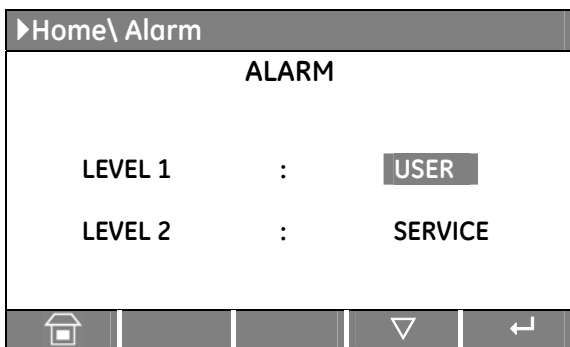 Home\ Alarm
ALARM
LEVEL 1 : USER
LEVEL 2 : SERVICE